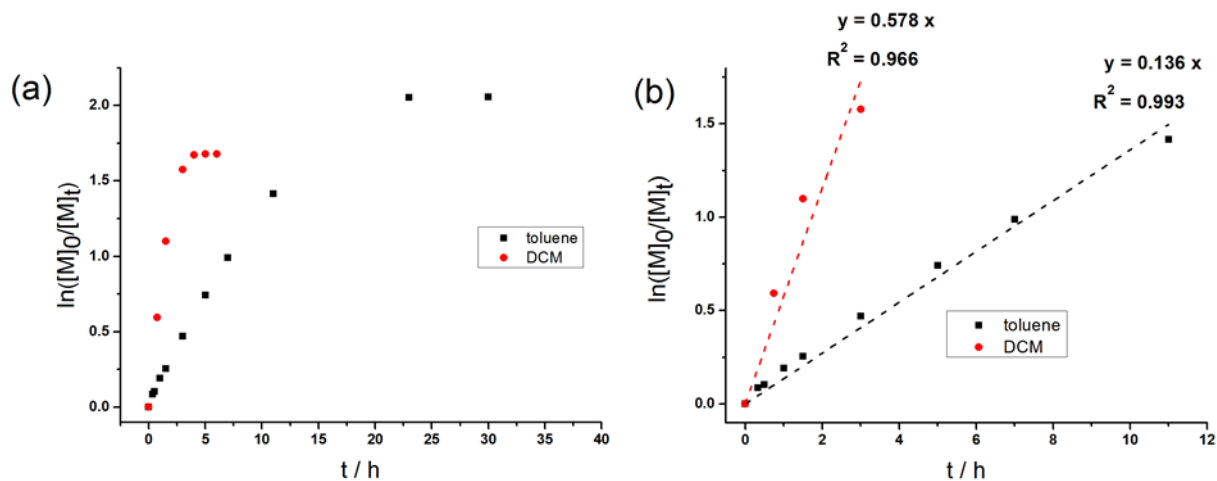 (a)
ln([M]0/[M]t)
2.0
1.5
1.0
0.5
0.0
0
5
10
15
20
25
30
35
40
t / h
toluene
DCM
(b)
y = 0.578 x
R² = 0.966
y = 0.136 x
R² = 0.993
ln([M]0/[M]t)
1.5
1.0
0.5
0.0
0
2
4
6
8
10
12
t / h
toluene
DCM